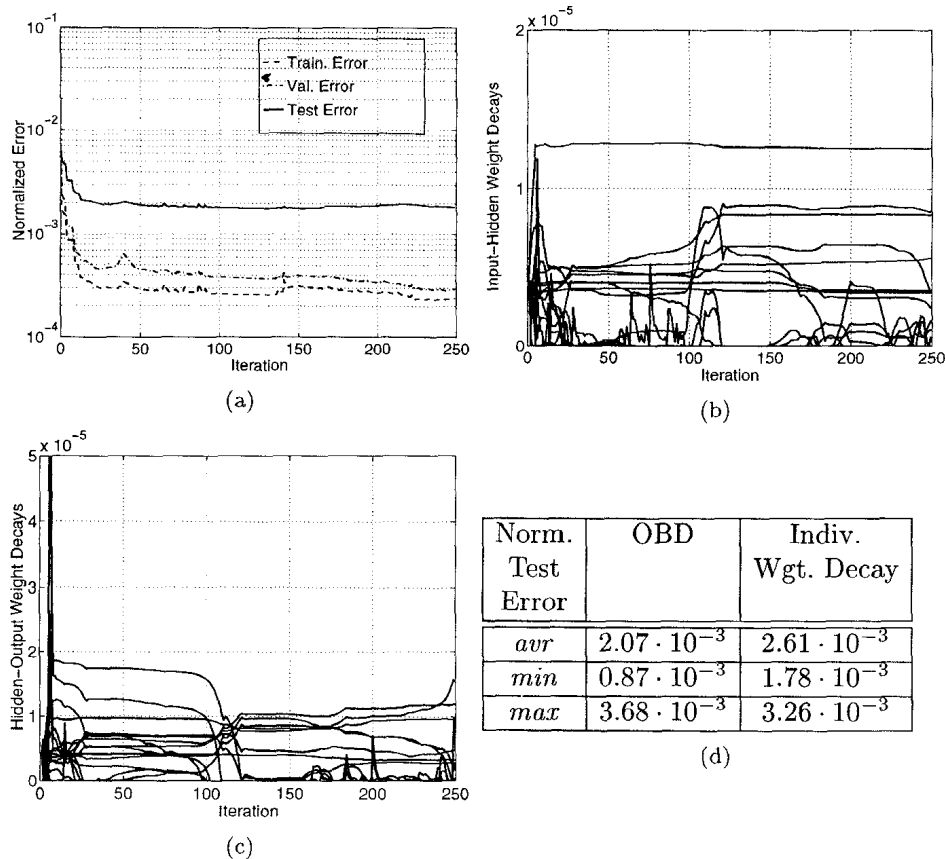 10^-1
Train. Error
Val. Error
Test Error
10^-2
Normalized Error
10^-3
10^-4
0 50 100 150 200 250
Iteration
(a)
2 x 10^-5
Input-Hidden Weight Decays
1
0
0 50 100 150 200 250
Iteration
(b)
5 x 10^-5
4
3
2
1
0
Hidden-Output Weight Decays
0 50 100 150 200 250
Iteration
(c)
Norm. Test Error | OBD | Indiv. Wgt. Decay
avr | 2.07 · 10^-3 | 2.61 · 10^-3
min | 0.87 · 10^-3 | 1.78 · 10^-3
max | 3.68 · 10^-3 | 3.26 · 10^-3
(d)